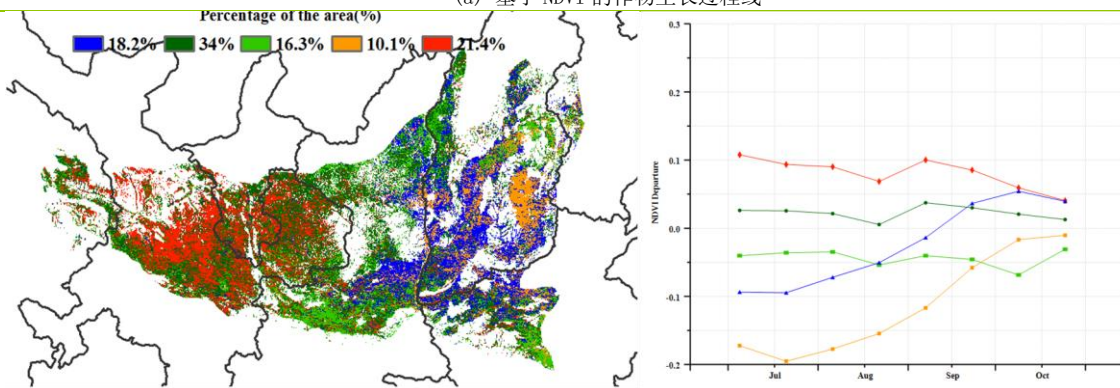 (a) 基于 NDVI 的作物生长过程线
Percentage of the area(%)
18.2% 34% 16.3% 10.1% 21.4%
0.3
0.2
0.1
0.0
-0.1
-0.2
NDVI Departure
Jul Aug Sep Oct